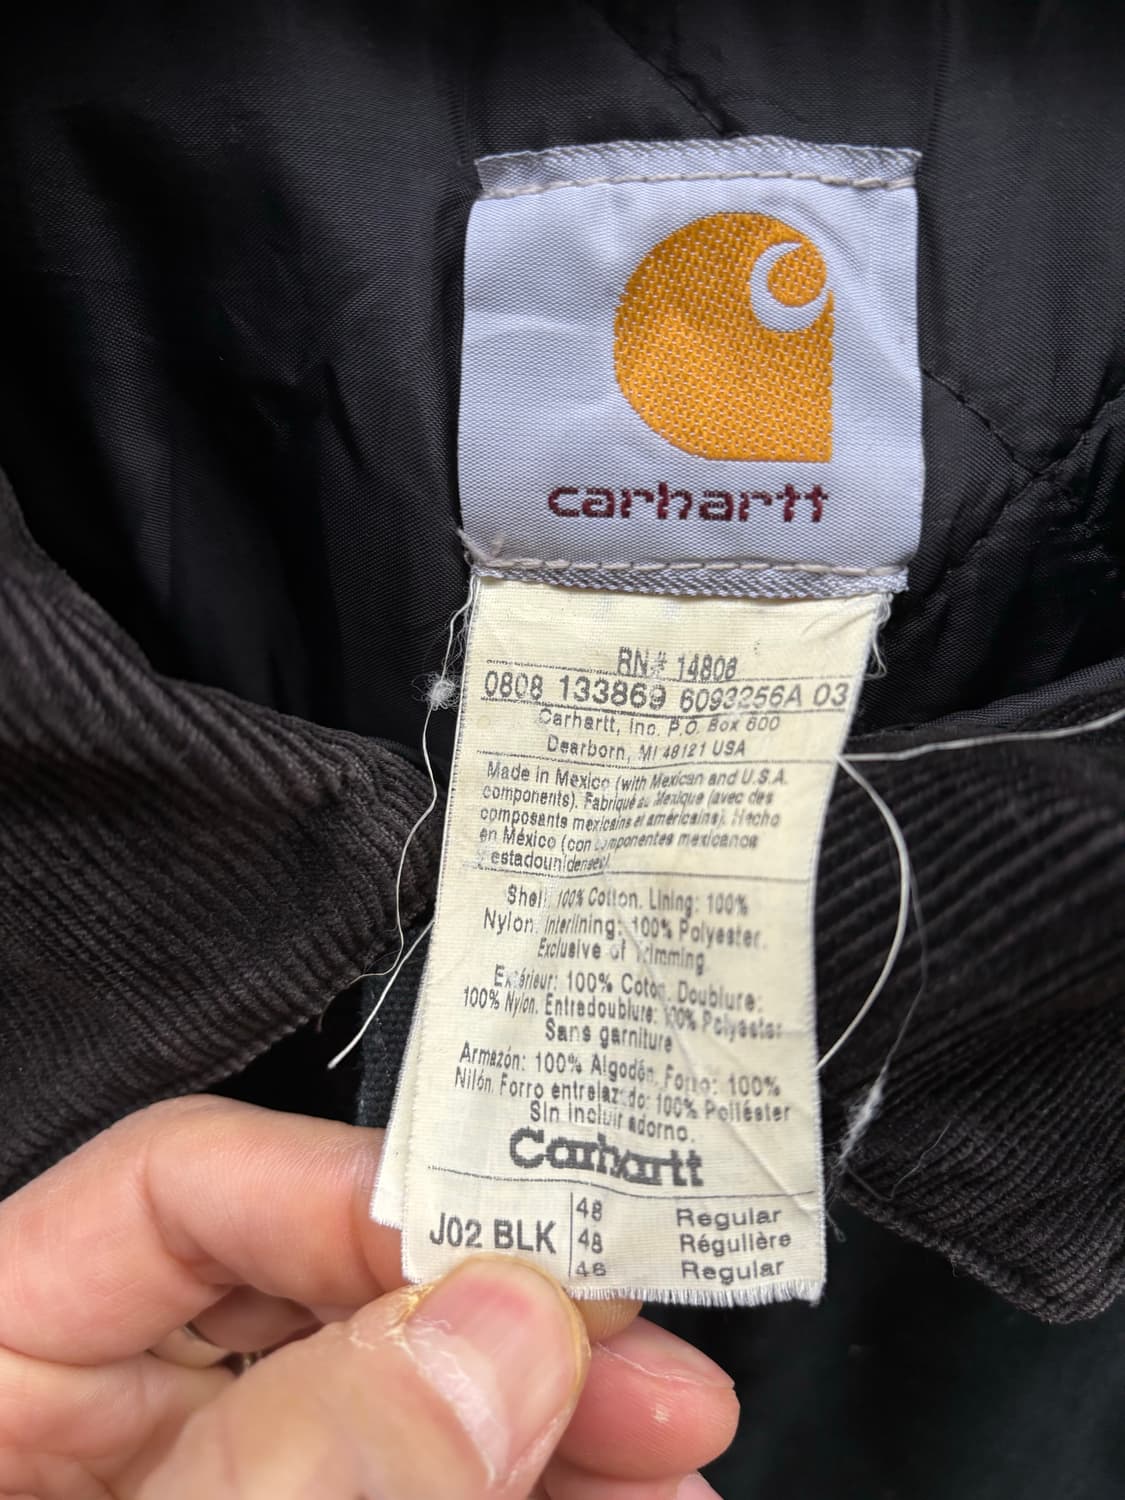 carhartt
RN# 14806
0808 133869 6093256A 03
Carhartt, Inc. P.O. Box 600
Dearborn, MI 48121 USA
Made in Mexico (with Mexican and U.S.A.
components). Fabriqué au Mexique (avec des
composants mexicains et américains). Hecho
en México (con componentes mexicanos
y estadounidenses)
Shell 100% Cotton. Lining: 100%
Nylon. Interlining: 100% Polyester.
Exclusive of Trimming
Extérieur: 100% Coton. Doublure:
100% Nylon. Entredoublure: 100% Polyester
Sans garniture
Armazón: 100% Algodón. Forro: 100%
Nilón. Forro entrelazado: 100% Poliéster
Sin incluir adorno.
Carhartt
J02 BLK
48 Regular
48 Régulière
48 Regular